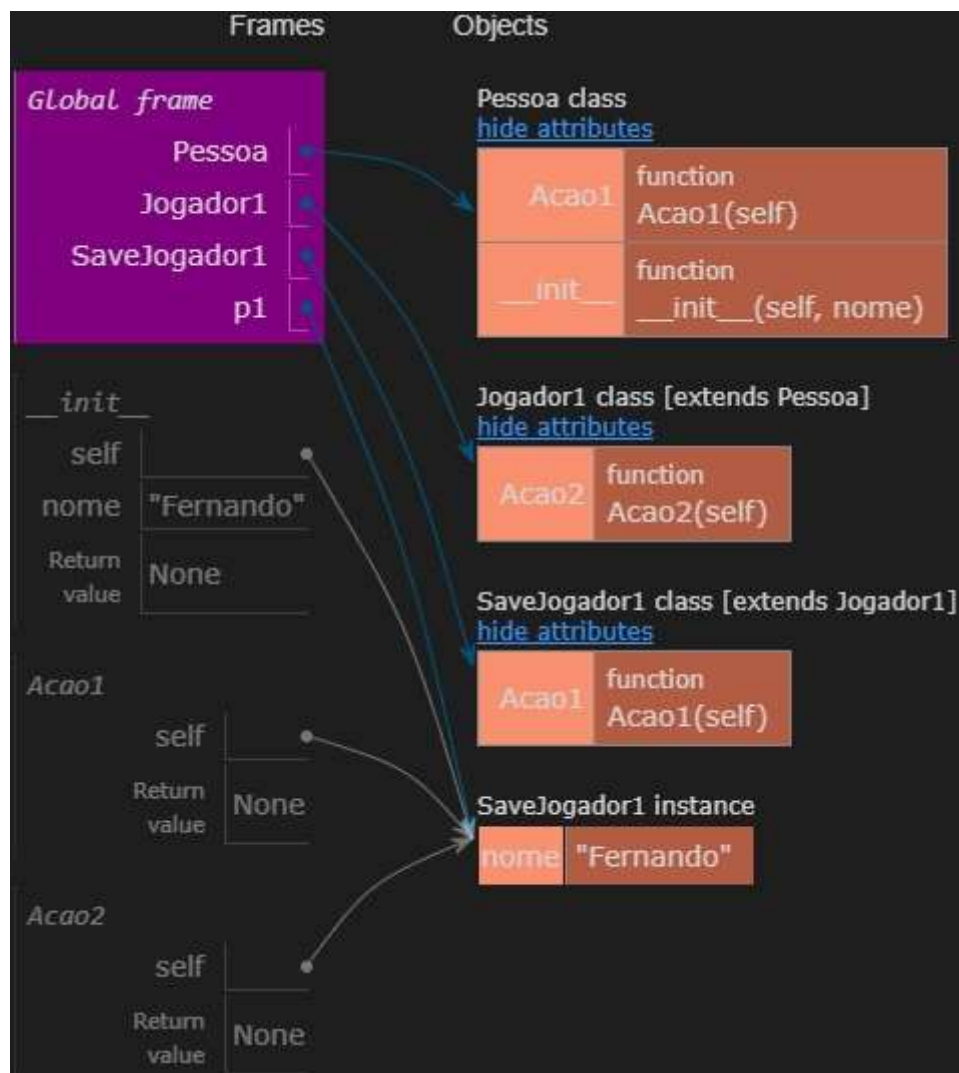 Frames
Objects
Global frame
Pessoa
Jogador1
SaveJogador1
p1
__init__
self
nome "Fernando"
Return
value
None
Acao1
self
Return
value
None
Acao2
self
Return
value
None
Pessoa class
hide attributes
Acao1
function
Acao1(self)
__init__
function
__init__(self, nome)
Jogador1 class [extends Pessoa]
hide attributes
Acao2
function
Acao2(self)
SaveJogador1 class [extends Jogador1]
hide attributes
Acao1
function
Acao1(self)
SaveJogador1 instance
nome "Fernando"